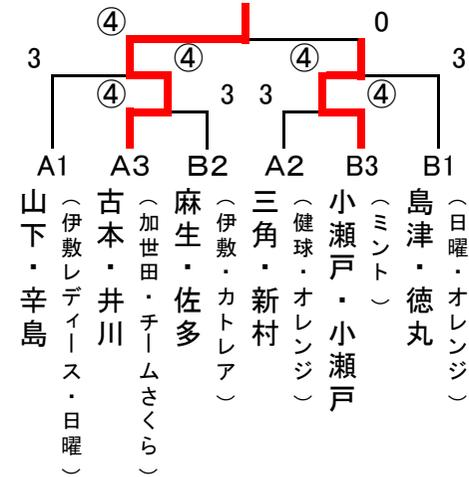 ④ 0
3 ④ ④ 3
④ 3 3 ④
A1 A3 B2 A2 B3 B1
山下・辛島
（伊敷レディース・日曜）
古本・井川
（加世田・チームさくら）
麻生・佐多
（伊敷・カトレア）
三角・新村
（健球・オレンジ）
小瀬戸・小瀬戸
（ミント）
島津・徳丸
（日曜・オレンジ）